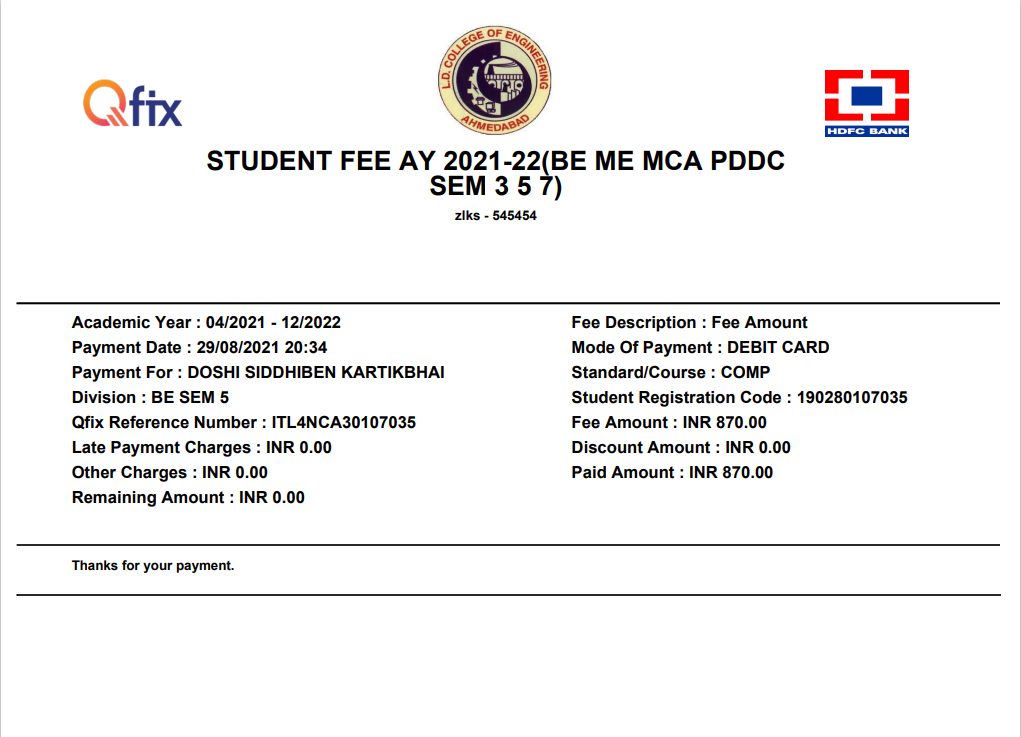 Qfix
L.D. COLLEGE OF ENGINEERING
AHMEDABAD
HDFC BANK
STUDENT FEE AY 2021-22(BE ME MCA PDDC
SEM 3 5 7)
zlks - 545454
Academic Year : 04/2021 - 12/2022
Payment Date : 29/08/2021 20:34
Payment For : DOSHI SIDDHIBEN KARTIKBHAI
Division : BE SEM 5
Qfix Reference Number : ITL4NCA30107035
Late Payment Charges : INR 0.00
Other Charges : INR 0.00
Remaining Amount : INR 0.00
Fee Description : Fee Amount
Mode Of Payment : DEBIT CARD
Standard/Course : COMP
Student Registration Code : 190280107035
Fee Amount : INR 870.00
Discount Amount : INR 0.00
Paid Amount : INR 870.00
Thanks for your payment.